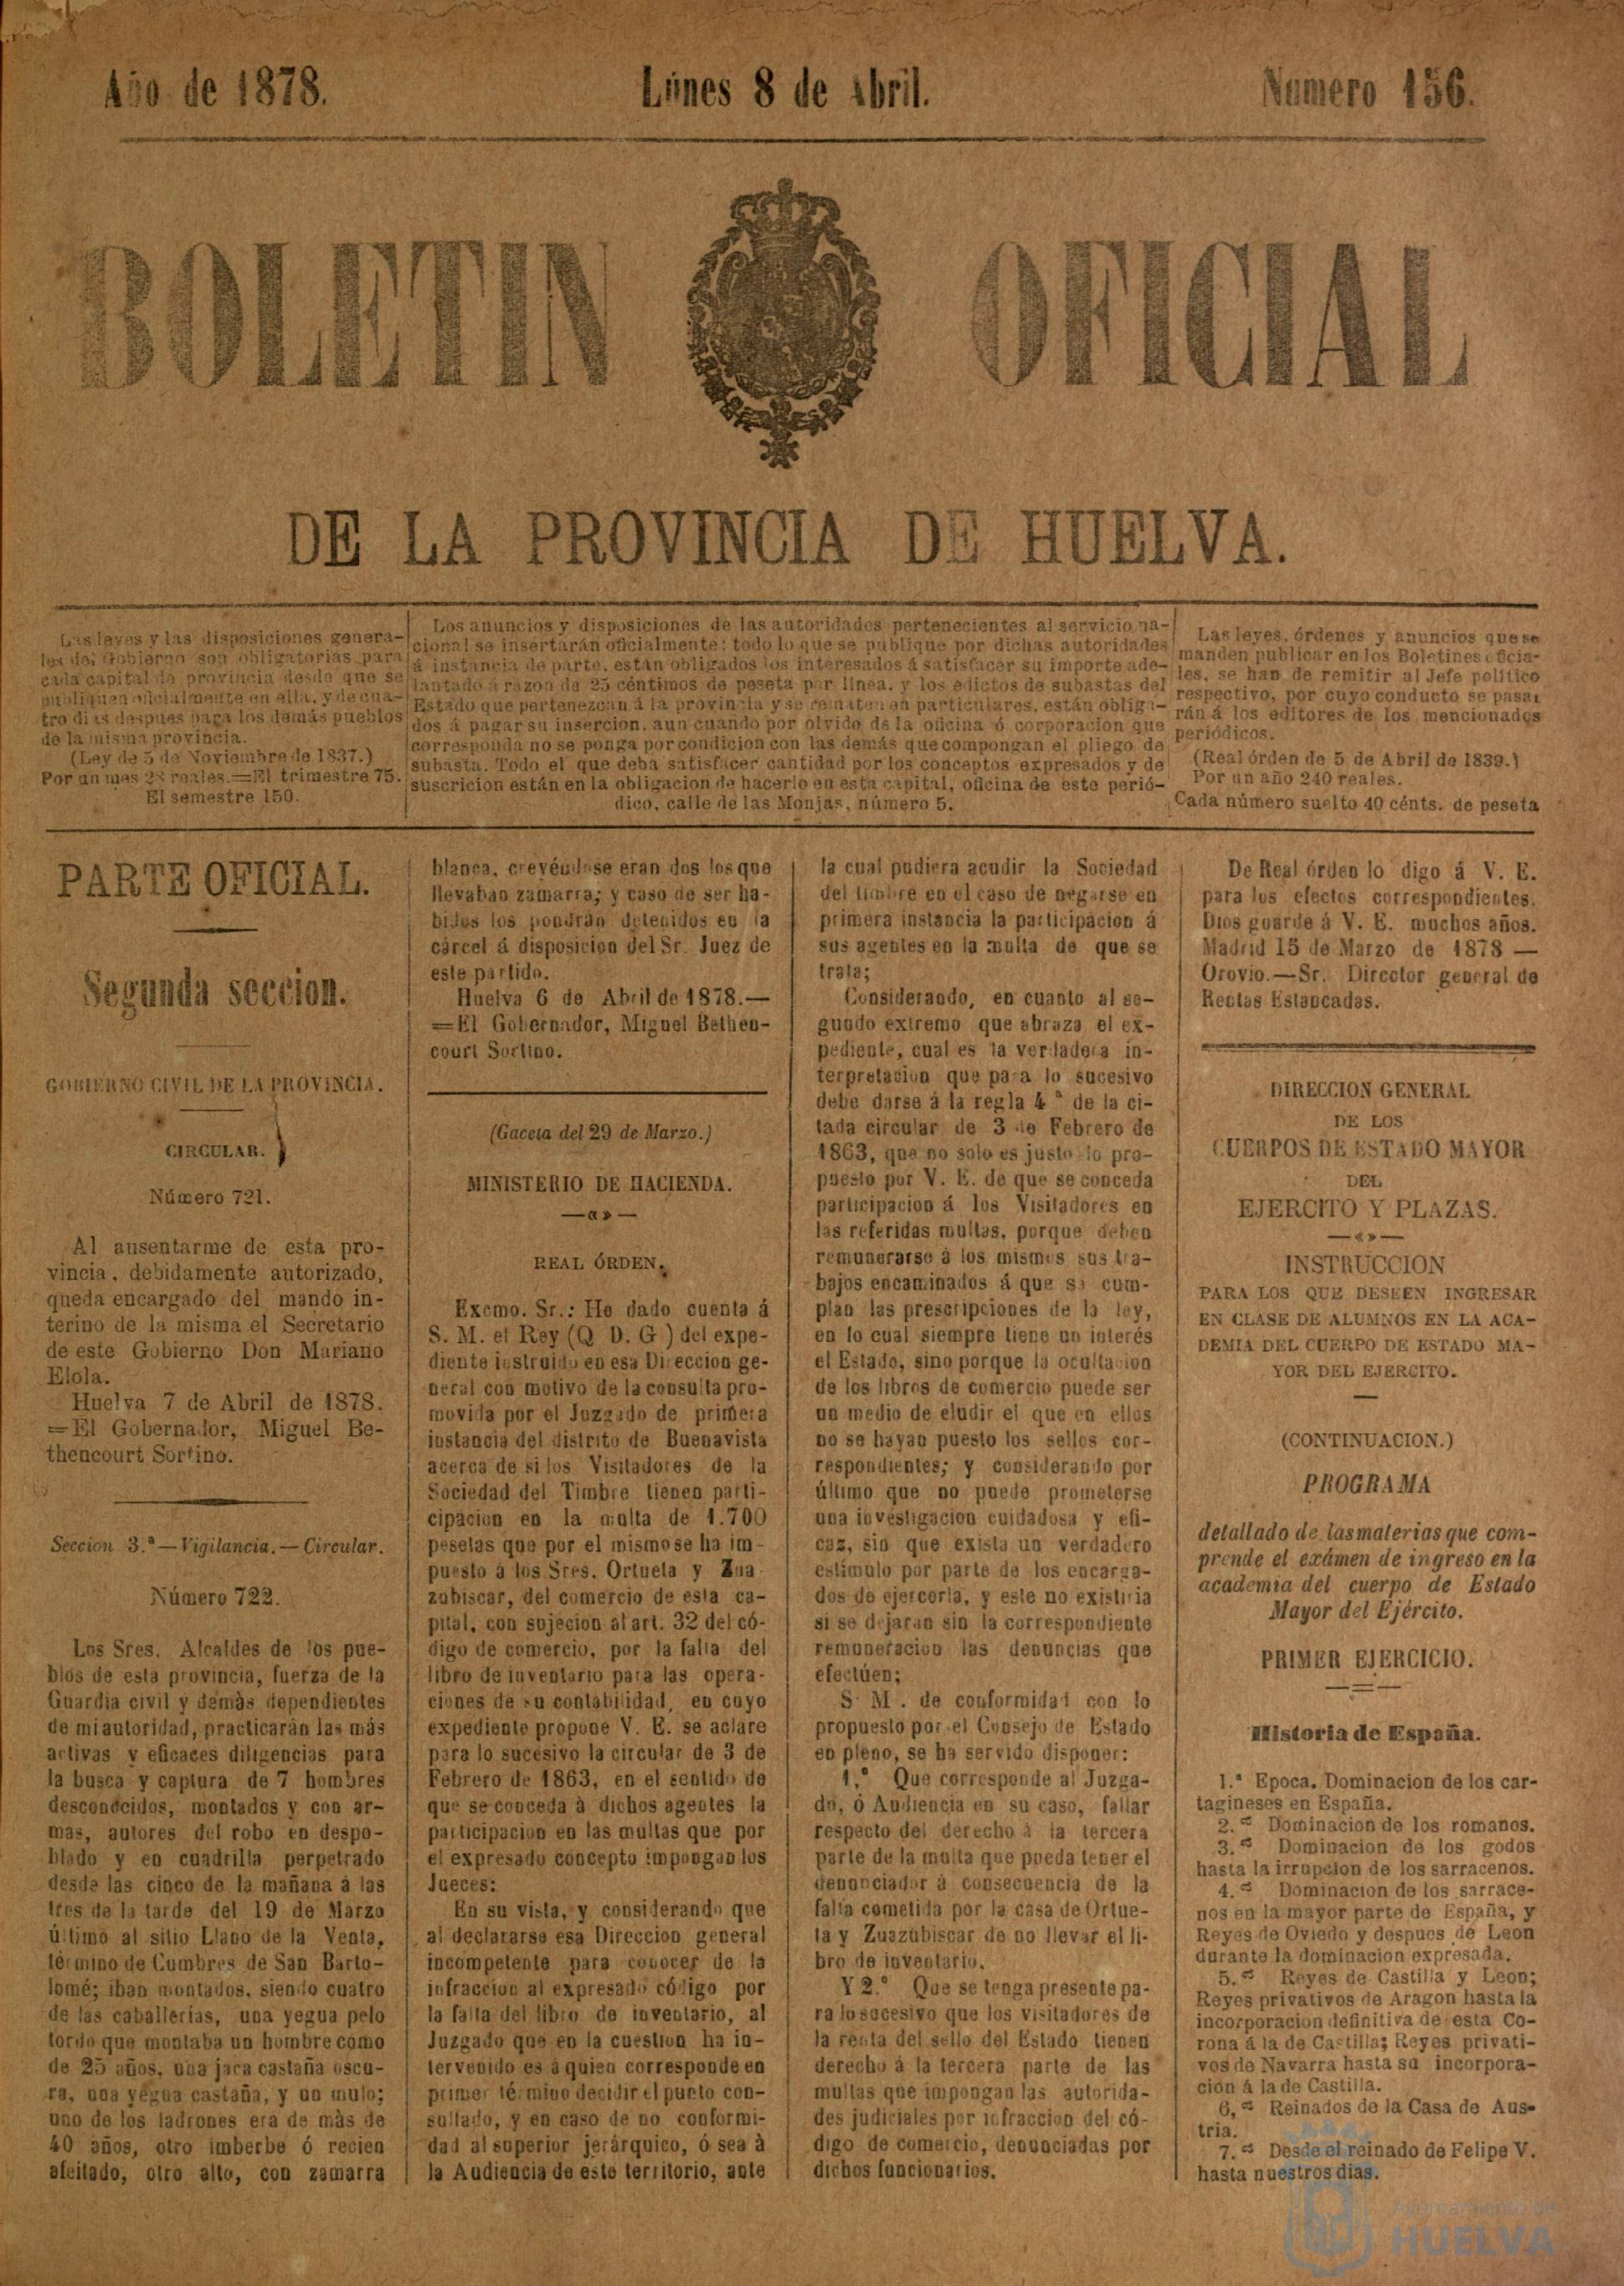 Año de 1878.
Lúnes 8 de Abril.
Número 156.
BOLETIN OFICIAL
DE LA PROVINCIA DE HUELVA.
Las leyes y las disposiciones genera-
les del Gobierno son obligatorias para
cada capital de provincia desde que se
publiquen oficialmente en ella, y de cua-
tro dias despues para los demás pueblos
de la misma provincia.
(Ley de 5 de Noviembre de 1837.)
Por un mes 28 reales.=El trimestre 75.
El semestre 150.
Los anuncios y disposiciones de las autoridades pertenecientes al servicio na-
cional se insertarán oficialmente: todo lo que se publique por dichas autoridades
á instancia de parte, están obligados los interesados á satisfacer su importe ade-
lantado á razon de 25 céntimos de peseta por línea, y los edictos de subastas del
Estado que pertenezcan á la provincia y se rematen en particulares, están obliga-
dos á pagar su insercion, aun cuando por olvido de la oficina ó corporacion que
corresponda no se ponga por condicion con las demás que compongan el pliego de
subasta. Todo el que deba satisfacer cantidad por los conceptos expresados y de
suscricion están en la obligacion de hacerlo en esta capital, oficina de este perió-
dico, calle de las Monjas, número 5.
Las leyes, órdenes y anuncios que se
manden publicar en los Boletines oficia-
les, se han de remitir al Jefe político
respectivo, por cuyo conducto se pasa-
rán á los editores de los mencionados
periódicos.
(Real órden de 5 de Abril de 1839.)
Por un año 240 reales.
Cada número suelto 40 cénts. de peseta
PARTE OFICIAL.
Segunda seccion.
GOBIERNO CIVIL DE LA PROVINCIA.
CIRCULAR.
Número 721.
Al ausentarme de esta pro-
vincia, debidamente autorizado,
queda encargado del mando in-
terino de la misma el Secretario
de este Gobierno Don Mariano
Elola.
Huelva 7 de Abril de 1878.
=El Gobernador, Miguel Be-
thencourt Sortino.
Seccion 3.ª—Vigilancia.—Circular.
Número 722.
Los Sres. Alcaldes de los pue-
blos de esta provincia, fuerza de la
Guardia civil y demás dependientes
de mi autoridad, practicarán las más
activas y eficaces diligencias para
la busca y captura de 7 hombres
desconocidos, montados y con ar-
mas, autores del robo en despo-
blado y en cuadrilla perpetrado
desde las cinco de la mañana á las
tres de la tarde del 19 de Marzo
último al sitio Llano de la Venta,
término de Cumbres de San Barto-
lomé; iban montados, siendo cuatro
de las caballerias, una yegua pelo
tordo que montaba un hombre como
de 25 años, una jaca castaña oscu-
ra, una yegua castaña, y un mulo;
uno de los ladrones era de más de
40 años, otro imberbe ó recien
afeitado, otro alto, con zamarra
blanca, creyéndose eran dos los que
llevaban zamarra; y caso de ser ha-
bidos los pondrán detenidos en la
cárcel á disposicion del Sr. Juez de
este partido.
Huelva 6 de Abril de 1878.—
=El Gobernador, Miguel Bethen-
court Sortino.
(Gaceta del 29 de Marzo.)
MINISTERIO DE HACIENDA.
REAL ÓRDEN.
Excmo. Sr.: He dado cuenta á
S. M. el Rey (Q D. G ) del expe-
diente instruido en esa Direccion ge-
neral con motivo de la consulta pro-
movida por el Juzgado de primera
instancia del distrito de Buenavista
acerca de si los Visitadores de la
Sociedad del Timbre tienen parti-
cipacion en la multa de 1.700
pesetas que por el mismo se ha im-
puesto á los Sres. Ortueta y Zua-
zubiscar, del comercio de esta ca-
pital, con sujecion al art. 32 del có-
digo de comercio, por la falta del
libro de inventario para las opera-
ciones de su contabilidad, en cuyo
expediente propone V. E. se aclare
para lo sucesivo la circular de 3 de
Febrero de 1863, en el sentido de
que se conceda á dichos agentes la
participacion en las multas que por
el expresado concepto impongan los
Jueces:
En su vista, y considerando que
al declararse esa Direccion general
incompetente para conocer de la
infraccion al expresado código por
la falta del libro de inventario, al
Juzgado que en la cuestion ha in-
tervenido es á quien corresponde en
primer término decidir el punto con-
sultado, y en caso de no conformi-
dad al superior jerárquico, ó sea á
la Audiencia de este territorio, ante
la cual pudiera acudir la Sociedad
del timbre en el caso de negarse en
primera instancia la participacion á
sus agentes en la multa de que se
trata;
Considerando, en cuanto al se-
gundo extremo que abraza el ex-
pediente, cual es la verdadera in-
terpretacion que para lo sucesivo
debe darse á la regla 4 ª de la ci-
tada circular de 3 de Febrero de
1863, que no solo es justo lo pro-
puesto por V. E. de que se conceda
participacion á los Visitadores en
las referidas multas, porque deben
remunerarse á los mismos sus tra-
bajos encaminados á que se cum-
plan las prescripciones de la ley,
en lo cual siempre tiene un interés
el Estado, sino porque la ocultacion
de los libros de comercio puede ser
un medio de eludir el que en ellos
no se hayan puesto los sellos cor-
respondientes; y considerando por
último que no puede prometerse
una investigacion cuidadosa y efi-
caz, sin que exista un verdadero
estímulo por parte de los encarga-
dos de ejercerla, y este no existiria
si se dejaran sin la correspondiente
remuneracion las denuncias que
efectúen;
S M . de conformidad con lo
propuesto por el Consejo de Estado
en pleno, se ha servido disponer:
1.° Que corresponde al Juzga-
do, ó Audiencia en su caso, fallar
respecto del derecho á la tercera
parte de la multa que pueda tener el
denunciador á consecuencia de la
falta cometida por la casa de Ortue-
ta y Zuazubiscar de no llevar el li-
bro de inventario.
Y 2.° Que se tenga presente pa-
ra lo sucesivo que los visitadores de
la renta del sello del Estado tienen
derecho á la tercera parte de las
multas que impongan las autorida-
des judiciales por infraccion del có-
digo de comercio, denunciadas por
dichos funcionarios.
De Real órden lo digo á V. E.
para los efectos correspondientes.
Dios guarde á V. E. muchos años.
Madrid 15 de Marzo de 1878 —
Orovio.—Sr. Director general de
Rentas Estancadas.
DIRECCION GENERAL
DE LOS
CUERPOS DE ESTADO MAYOR
DEL
EJERCITO Y PLAZAS.
INSTRUCCION
PARA LOS QUE DESEEN INGRESAR
EN CLASE DE ALUMNOS EN LA ACA-
DEMIA DEL CUERPO DE ESTADO MA-
YOR DEL EJERCITO.
(CONTINUACION.)
PROGRAMA
detallado de las materias que com-
prende el exámen de ingreso en la
academia del cuerpo de Estado
Mayor del Ejército.
PRIMER EJERCICIO.
Historia de España.
1.ª Epoca. Dominacion de los car-
tagineses en España.
2.ª Dominacion de los romanos.
3.ª Dominacion de los godos
hasta la irrupcion de los sarracenos.
4.ª Dominacion de los sarrace-
nos en la mayor parte de España, y
Reyes de Oviedo y despues de Leon
durante la dominacion expresada.
5.ª Reyes de Castilla y Leon;
Reyes privativos de Aragon hasta la
incorporacion definitiva de esta Co-
rona á la de Castilla; Reyes privati-
vos de Navarra hasta su incorpora-
ción á la de Castilla.
6,ª Reinados de la Casa de Aus-
tria.
7.ª Desde el reinado de Felipe V.
hasta nuestros dias.
Ayuntamiento de
HUELVA